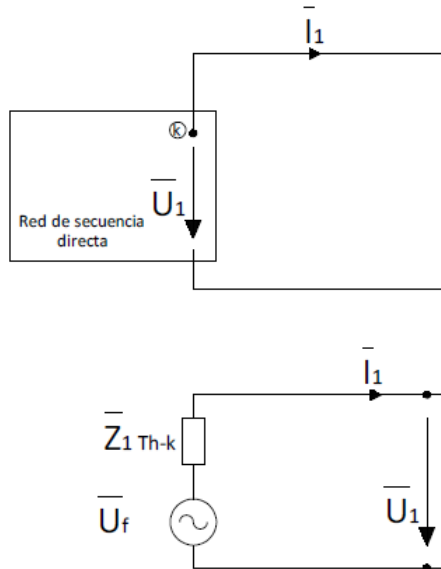 I1
k
U1
Red de secuencia
directa
I1
Z1 Th-k
Uf
U1